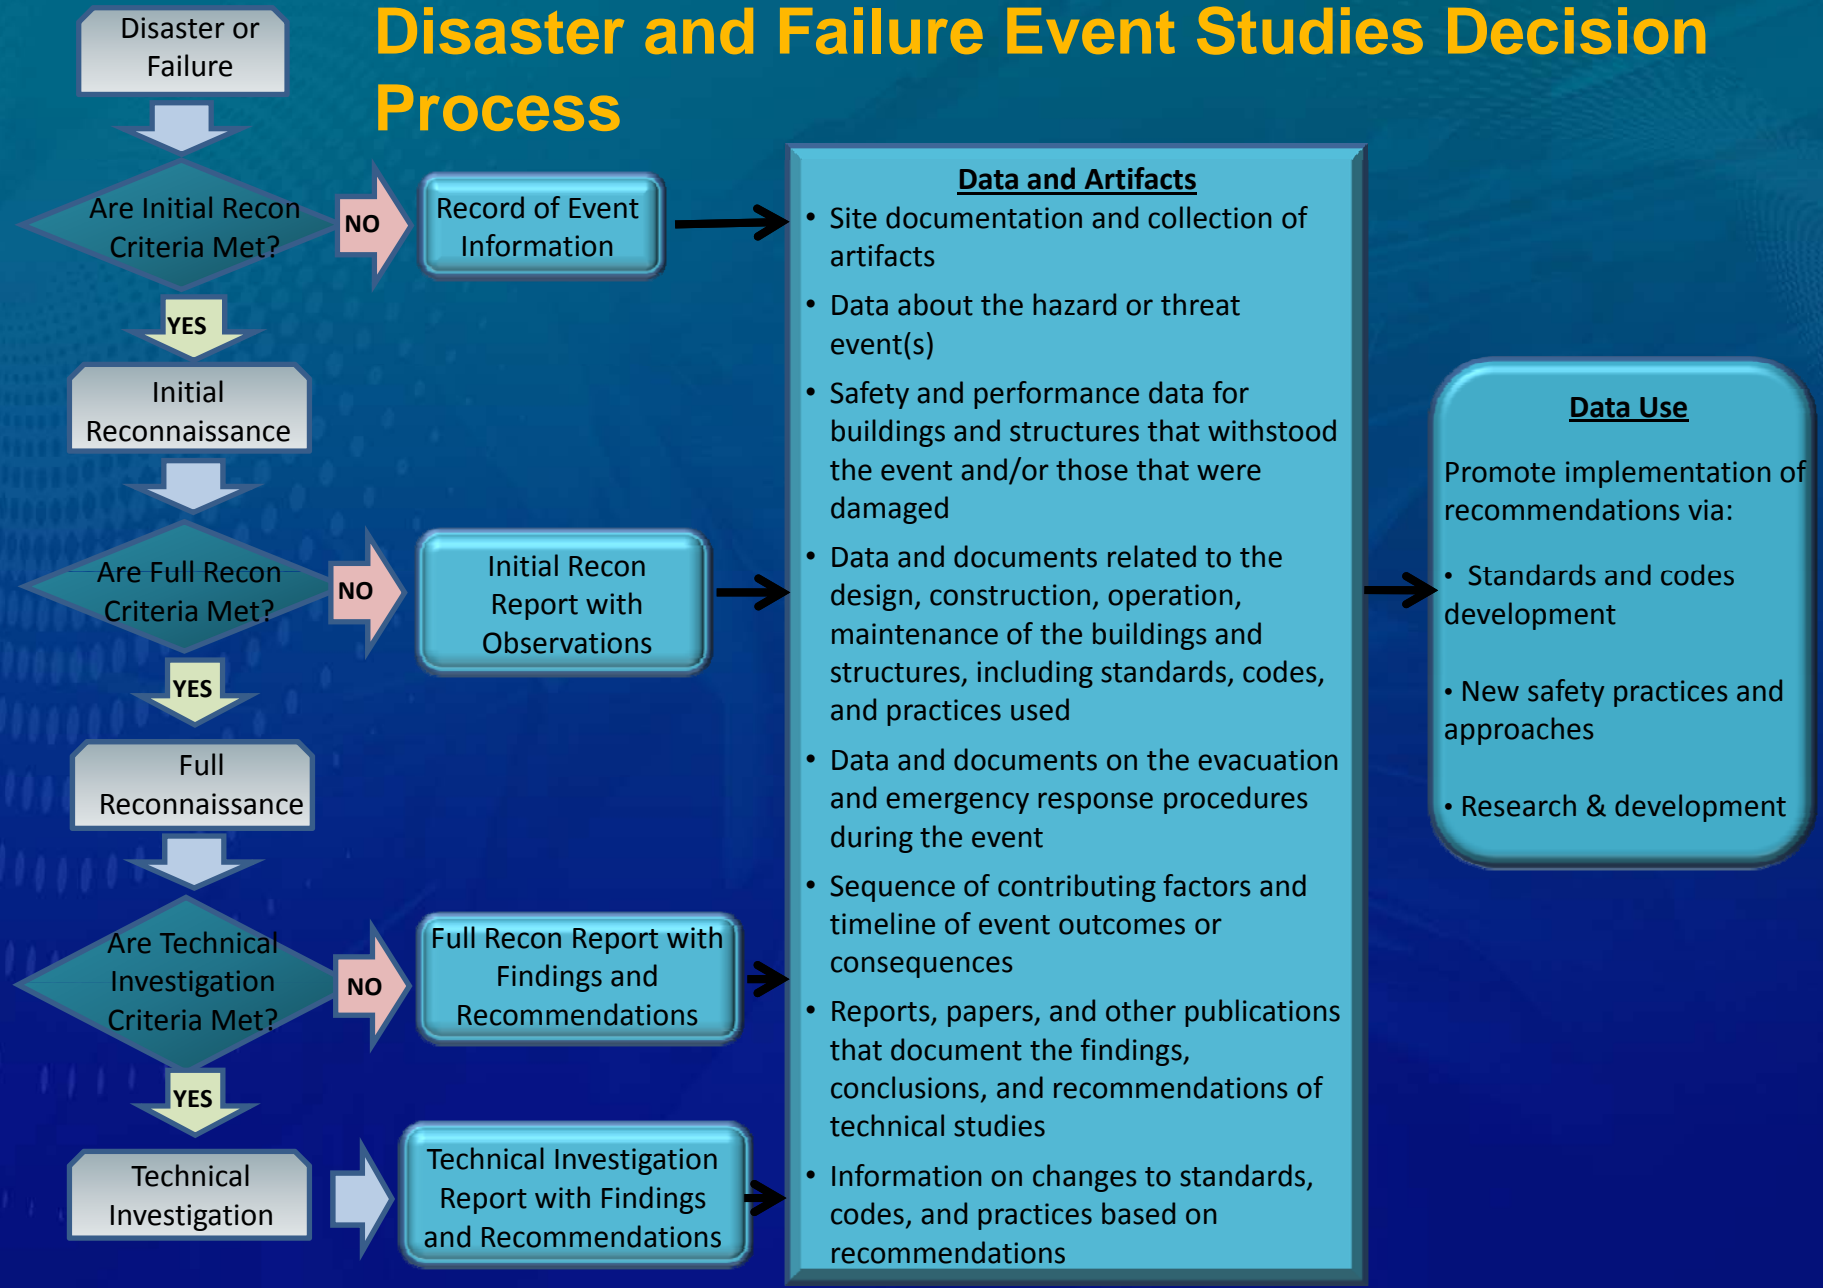 Disaster and Failure Event Studies Decision
Process
Disaster or
Failure
Are Initial Recon
Criteria Met?
NO
Record of Event
Information
YES
Initial
Reconnaissance
Are Full Recon
Criteria Met?
NO
Initial Recon
Report with
Observations
YES
Full
Reconnaissance
Are Technical
Investigation
Criteria Met?
NO
Full Recon Report with
Findings and
Recommendations
YES
Technical
Investigation
Technical Investigation
Report with Findings
and Recommendations
Data and Artifacts
• Site documentation and collection of
artifacts
• Data about the hazard or threat
event(s)
• Safety and performance data for
buildings and structures that withstood
the event and/or those that were
damaged
• Data and documents related to the
design, construction, operation,
maintenance of the buildings and
structures, including standards, codes,
and practices used
• Data and documents on the evacuation
and emergency response procedures
during the event
• Sequence of contributing factors and
timeline of event outcomes or
consequences
• Reports, papers, and other publications
that document the findings,
conclusions, and recommendations of
technical studies
• Information on changes to standards,
codes, and practices based on
recommendations
Data Use
Promote implementation of
recommendations via:
• Standards and codes
development
• New safety practices and
approaches
• Research & development